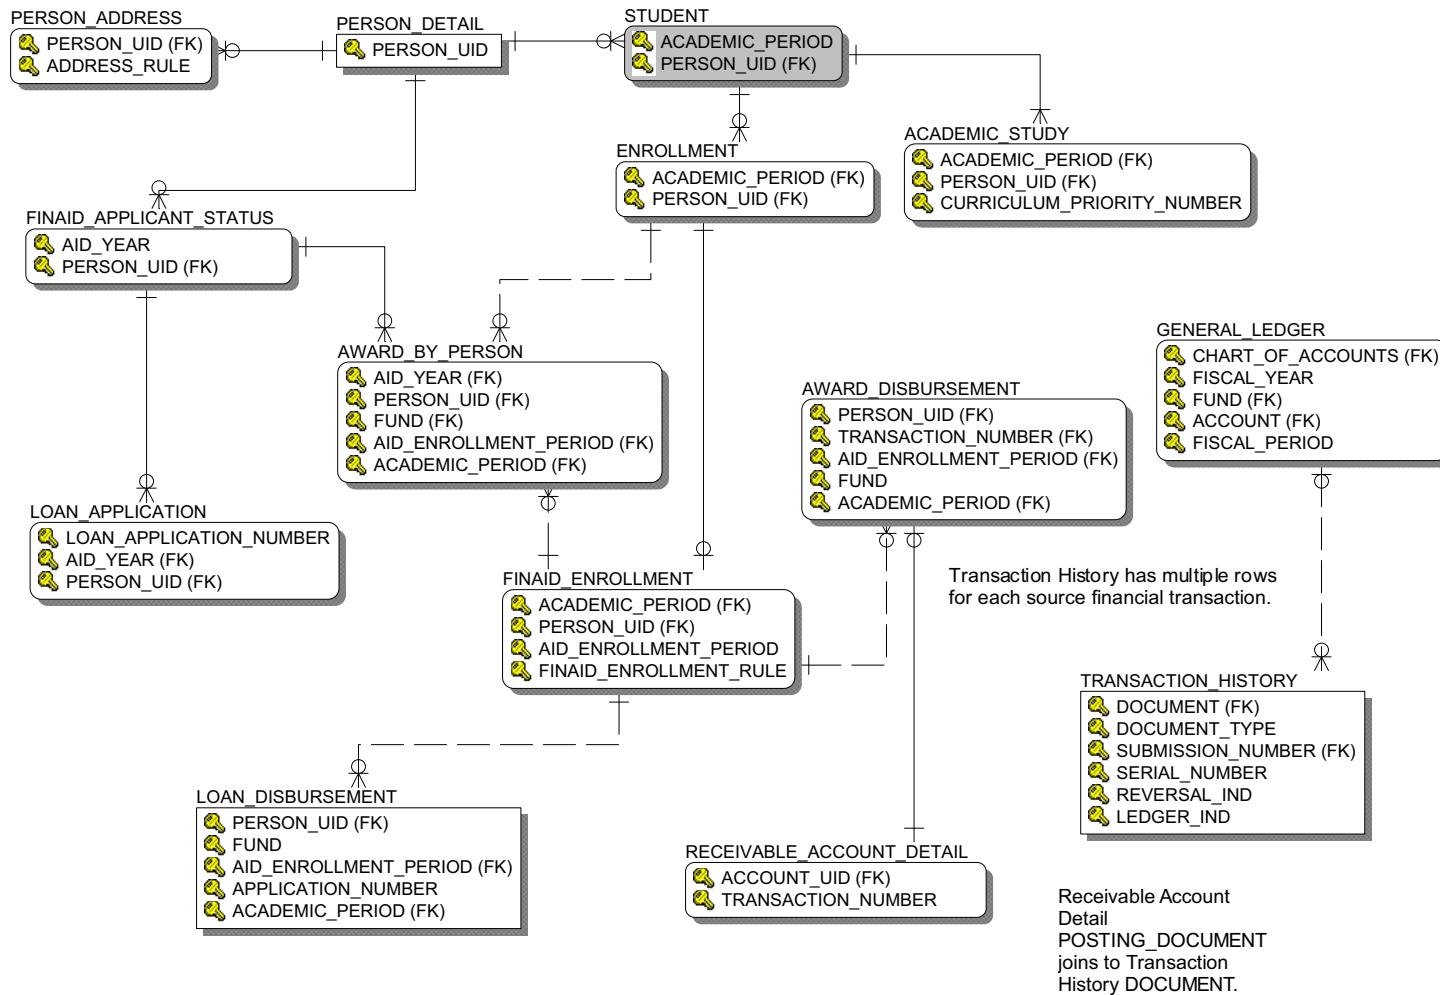 PERSON_ADDRESS
PERSON_UID (FK)
ADDRESS_RULE
PERSON_DETAIL
PERSON_UID
STUDENT
ACADEMIC_PERIOD
PERSON_UID (FK)
ENROLLMENT
ACADEMIC_PERIOD (FK)
PERSON_UID (FK)
ACADEMIC_STUDY
ACADEMIC_PERIOD (FK)
PERSON_UID (FK)
CURRICULUM_PRIORITY_NUMBER
FINAID_APPLICANT_STATUS
AID_YEAR
PERSON_UID (FK)
AWARD_BY_PERSON
AID_YEAR (FK)
PERSON_UID (FK)
FUND (FK)
AID_ENROLLMENT_PERIOD (FK)
ACADEMIC_PERIOD (FK)
AWARD_DISBURSEMENT
PERSON_UID (FK)
TRANSACTION_NUMBER (FK)
AID_ENROLLMENT_PERIOD (FK)
FUND
ACADEMIC_PERIOD (FK)
GENERAL_LEDGER
CHART_OF_ACCOUNTS (FK)
FISCAL_YEAR
FUND (FK)
ACCOUNT (FK)
FISCAL_PERIOD
LOAN_APPLICATION
LOAN_APPLICATION_NUMBER
AID_YEAR (FK)
PERSON_UID (FK)
FINAID_ENROLLMENT
ACADEMIC_PERIOD (FK)
PERSON_UID (FK)
AID_ENROLLMENT_PERIOD
FINAID_ENROLLMENT_RULE
Transaction History has multiple rows
for each source financial transaction.
TRANSACTION_HISTORY
DOCUMENT (FK)
DOCUMENT_TYPE
SUBMISSION_NUMBER (FK)
SERIAL_NUMBER
REVERSAL_IND
LEDGER_IND
LOAN_DISBURSEMENT
PERSON_UID (FK)
FUND
AID_ENROLLMENT_PERIOD (FK)
APPLICATION_NUMBER
ACADEMIC_PERIOD (FK)
RECEIVABLE_ACCOUNT_DETAIL
ACCOUNT_UID (FK)
TRANSACTION_NUMBER
Receivable Account
Detail
POSTING_DOCUMENT
joins to Transaction
History DOCUMENT.